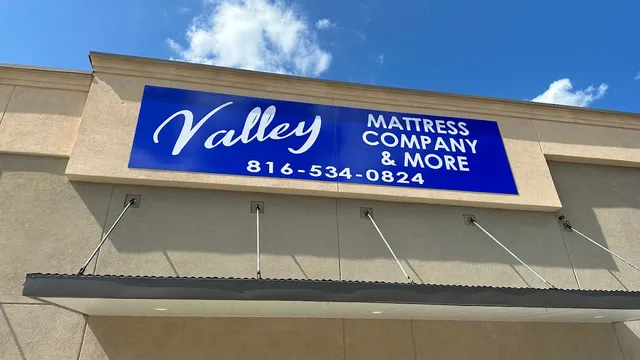 Valley
MATTRESS
COMPANY
& MORE
816-534-0824